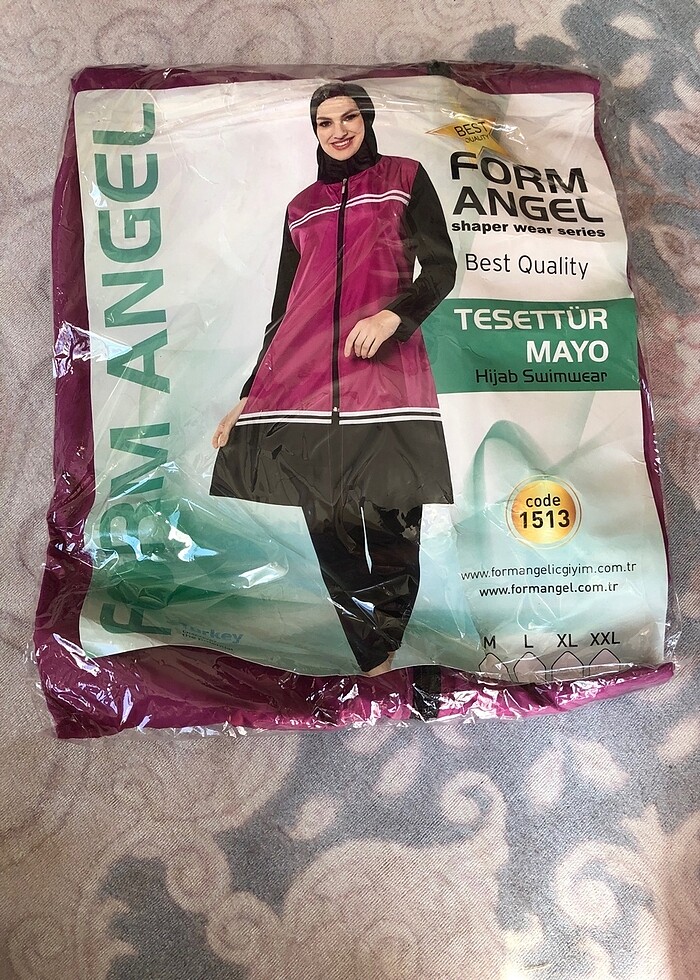 FORM ANGEL
BEST
QUALITY
FORM
ANGEL
shaper wear series
Best Quality
TESETTÜR
MAYO
Hijab Swimwear
code
1513
www.formangelicgiyim.com.tr
www.formangel.com.tr
M L XL XXL
Turkey